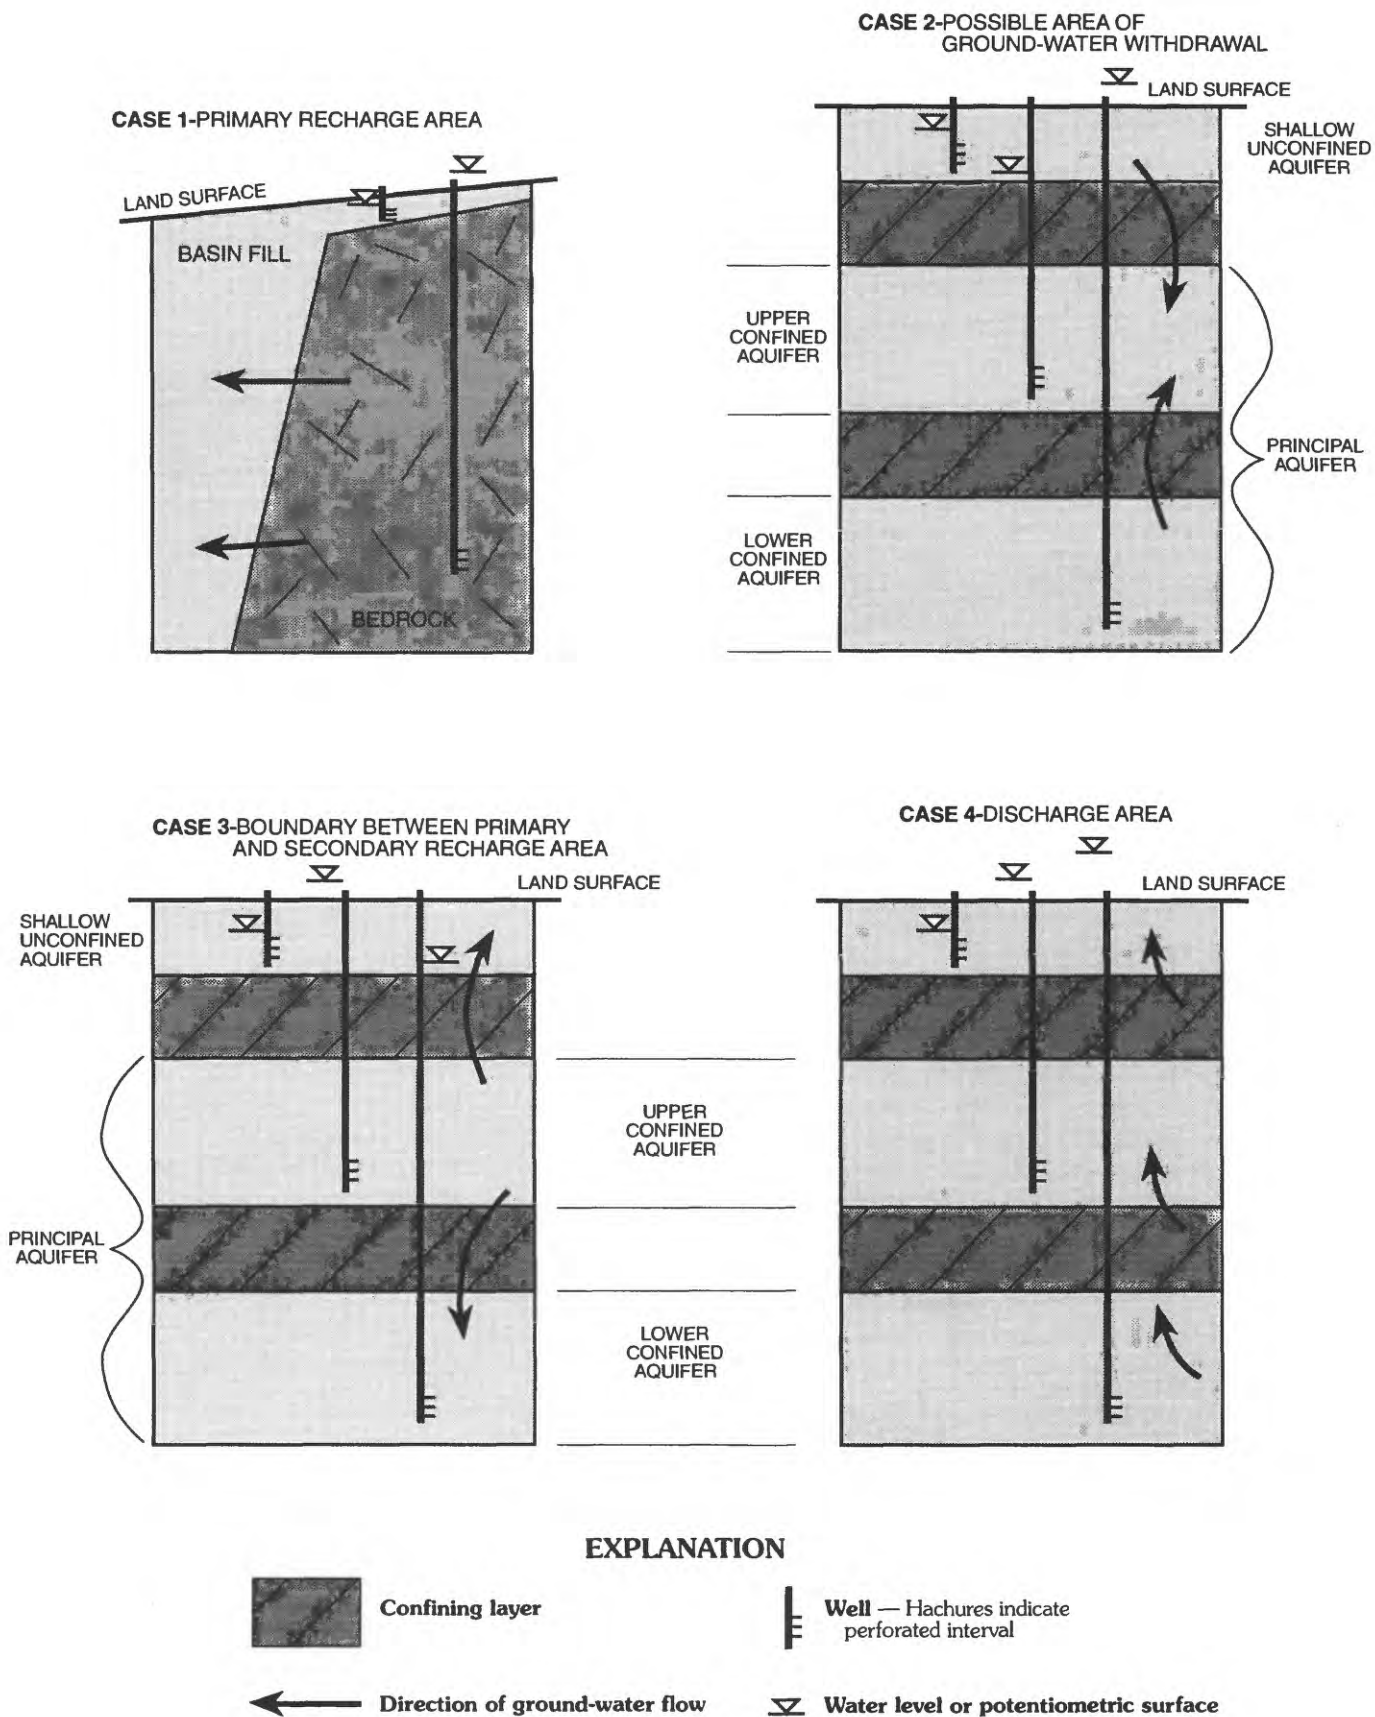 CASE 1-PRIMARY RECHARGE AREA
LAND SURFACE
BASIN FILL
BEDROCK
CASE 2-POSSIBLE AREA OF
GROUND-WATER WITHDRAWAL
LAND SURFACE
SHALLOW
UNCONFINED
AQUIFER
UPPER
CONFINED
AQUIFER
LOWER
CONFINED
AQUIFER
PRINCIPAL
AQUIFER
CASE 3-BOUNDARY BETWEEN PRIMARY
AND SECONDARY RECHARGE AREA
LAND SURFACE
SHALLOW
UNCONFINED
AQUIFER
PRINCIPAL
AQUIFER
UPPER
CONFINED
AQUIFER
LOWER
CONFINED
AQUIFER
CASE 4-DISCHARGE AREA
LAND SURFACE
EXPLANATION
Confining layer
Well — Hachures indicate
perforated interval
Direction of ground-water flow
Water level or potentiometric surface